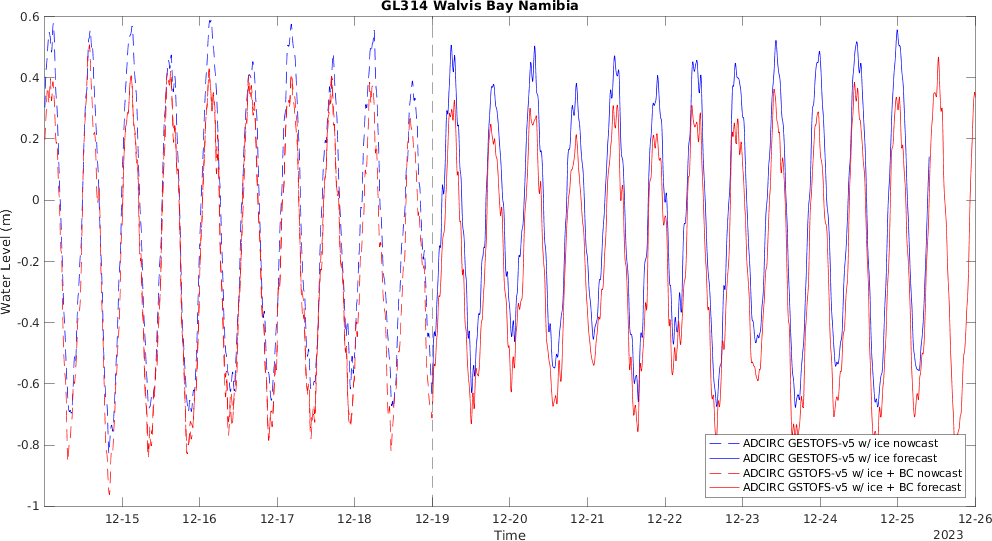 GL314 Walvis Bay Namibia
0.6
0.4
0.2
0
-0.2
-0.4
-0.6
-0.8
-1
Water Level (m)
ADCIRC GESTOFS-v5 w/ ice nowcast
ADCIRC GESTOFS-v5 w/ ice forecast
ADCIRC GSTOFS-v5 w/ ice + BC nowcast
ADCIRC GSTOFS-v5 w/ ice + BC forecast
12-15 12-16 12-17 12-18 12-19 12-20 12-21 12-22 12-23 12-24 12-25 12-26
Time
2023